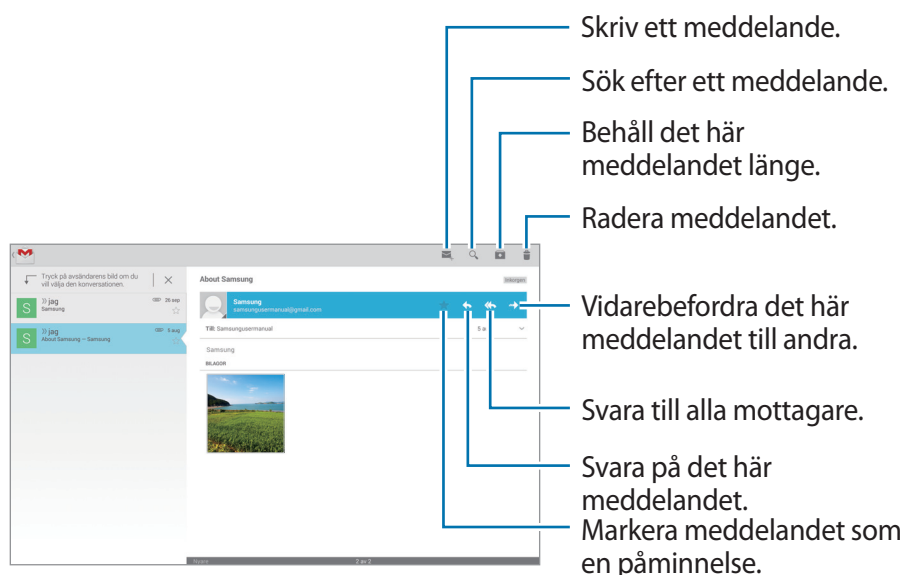 Skriv ett meddelande.
Sök efter ett meddelande.
Behåll det här
meddelandet länge.
Radera meddelandet.
Tryck på avsändarens bild om du
vill välja den konversationen.
S
jag
26 sep
Samsung
S
jag
5 aug
About Samsung – Samsung
About Samsung
Inkorgen
Samsung
samsungusermanuel@gmail.com
Till: Samsungusermanual
5 a
Samsung
BILAGOR
2 av 2
Vidarebefordra det här
meddelandet till andra.
Svara till alla mottagare.
Svara på det här
meddelandet.
Markera meddelandet som
en påminnelse.